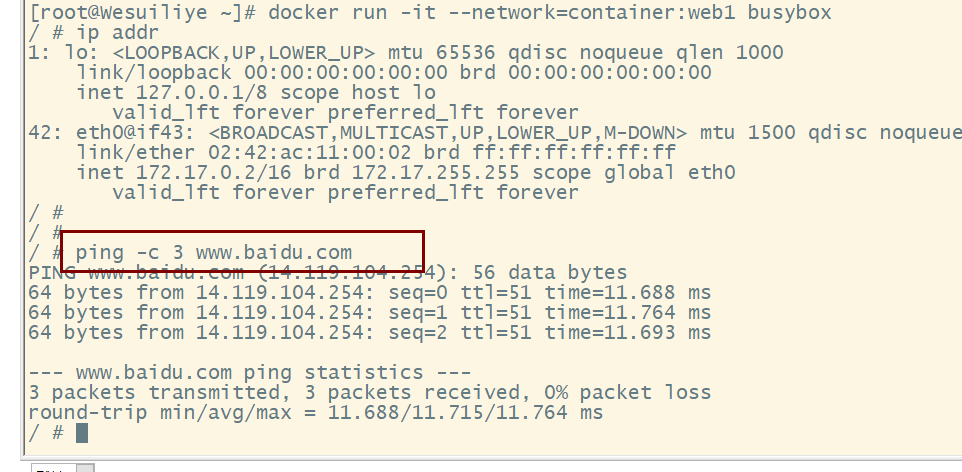 [root@Wesuiliye ~]# docker run -it --network=container:web1 busybox
/ # ip addr
1: lo: <LOOPBACK,UP,LOWER_UP> mtu 65536 qdisc noqueue qlen 1000
    link/loopback 00:00:00:00:00:00 brd 00:00:00:00:00:00
    inet 127.0.0.1/8 scope host lo
       valid_lft forever preferred_lft forever
42: eth0@if43: <BROADCAST,MULTICAST,UP,LOWER_UP,M-DOWN> mtu 1500 qdisc noqueue
    link/ether 02:42:ac:11:00:02 brd ff:ff:ff:ff:ff:ff
    inet 172.17.0.2/16 brd 172.17.255.255 scope global eth0
       valid_lft forever preferred_lft forever
/ #
/ #
/ # ping -c 3 www.baidu.com
PING www.baidu.com (14.119.104.254): 56 data bytes
64 bytes from 14.119.104.254: seq=0 ttl=51 time=11.688 ms
64 bytes from 14.119.104.254: seq=1 ttl=51 time=11.764 ms
64 bytes from 14.119.104.254: seq=2 ttl=51 time=11.693 ms

--- www.baidu.com ping statistics ---
3 packets transmitted, 3 packets received, 0% packet loss
round-trip min/avg/max = 11.688/11.715/11.764 ms
/ #